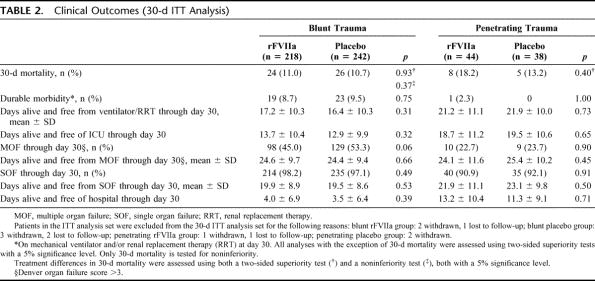 TABLE 2. Clinical Outcomes (30-d ITT Analysis)
Blunt Trauma Penetrating Trauma
rFVIIa (n = 218) Placebo (n = 242) p rFVIIa (n = 44) Placebo (n = 38) p
30-d mortality, n (%) 24 (11.0) 26 (10.7) 0.93† 8 (18.2) 5 (13.2) 0.40†
0.37‡
Durable morbidity*, n (%) 19 (8.7) 23 (9.5) 0.75 1 (2.3) 0 1.00
Days alive and free from ventilator/RRT through day 30, 17.2 ± 10.3 16.4 ± 10.3 0.31 21.2 ± 11.1 21.9 ± 10.0 0.73
mean ± SD
Days alive and free of ICU through day 30 13.7 ± 10.4 12.9 ± 9.9 0.32 18.7 ± 11.2 19.5 ± 10.6 0.65
MOF through day 30§, n (%) 98 (45.0) 129 (53.3) 0.06 10 (22.7) 9 (23.7) 0.90
Days alive and free from MOF through day 30§, mean ± SD 24.6 ± 9.7 24.4 ± 9.4 0.66 24.1 ± 11.6 25.4 ± 10.2 0.45
SOF through day 30, n (%) 214 (98.2) 235 (97.1) 0.49 40 (90.9) 35 (92.1) 0.91
Days alive and free from SOF through day 30, mean ± SD 19.9 ± 8.9 19.5 ± 8.6 0.53 21.9 ± 11.1 23.1 ± 9.8 0.50
Days alive and free of hospital through day 30 4.0 ± 6.9 3.5 ± 6.4 0.39 13.2 ± 10.4 11.3 ± 9.1 0.71
MOF, multiple organ failure; SOF, single organ failure; RRT, renal replacement therapy.
Patients in the ITT analysis set were excluded from the 30-d ITT analysis set for the following reasons: blunt rFVIIa group: 2 withdrawn, 1 lost to follow-up; blunt placebo group:
3 withdrawn, 2 lost to follow-up; penetrating rFVIIa group: 1 withdrawn, 1 lost to follow-up; penetrating Placebo group: 2 withdrawn.
*On mechanical ventilator and/or renal replacement therapy (RRT) at day 30. All analyses with the exception of 30-d mortality were assessed using two-sided superiority tests
with a 5% significance level. Only 30-d mortality is tested for noninferiority.
Treatment differences in 30-d mortality were assessed using both a two-sided superiority test (†) and a noninferiority test (‡), both with a 5% significance level.
§Denver organ failure score >3.